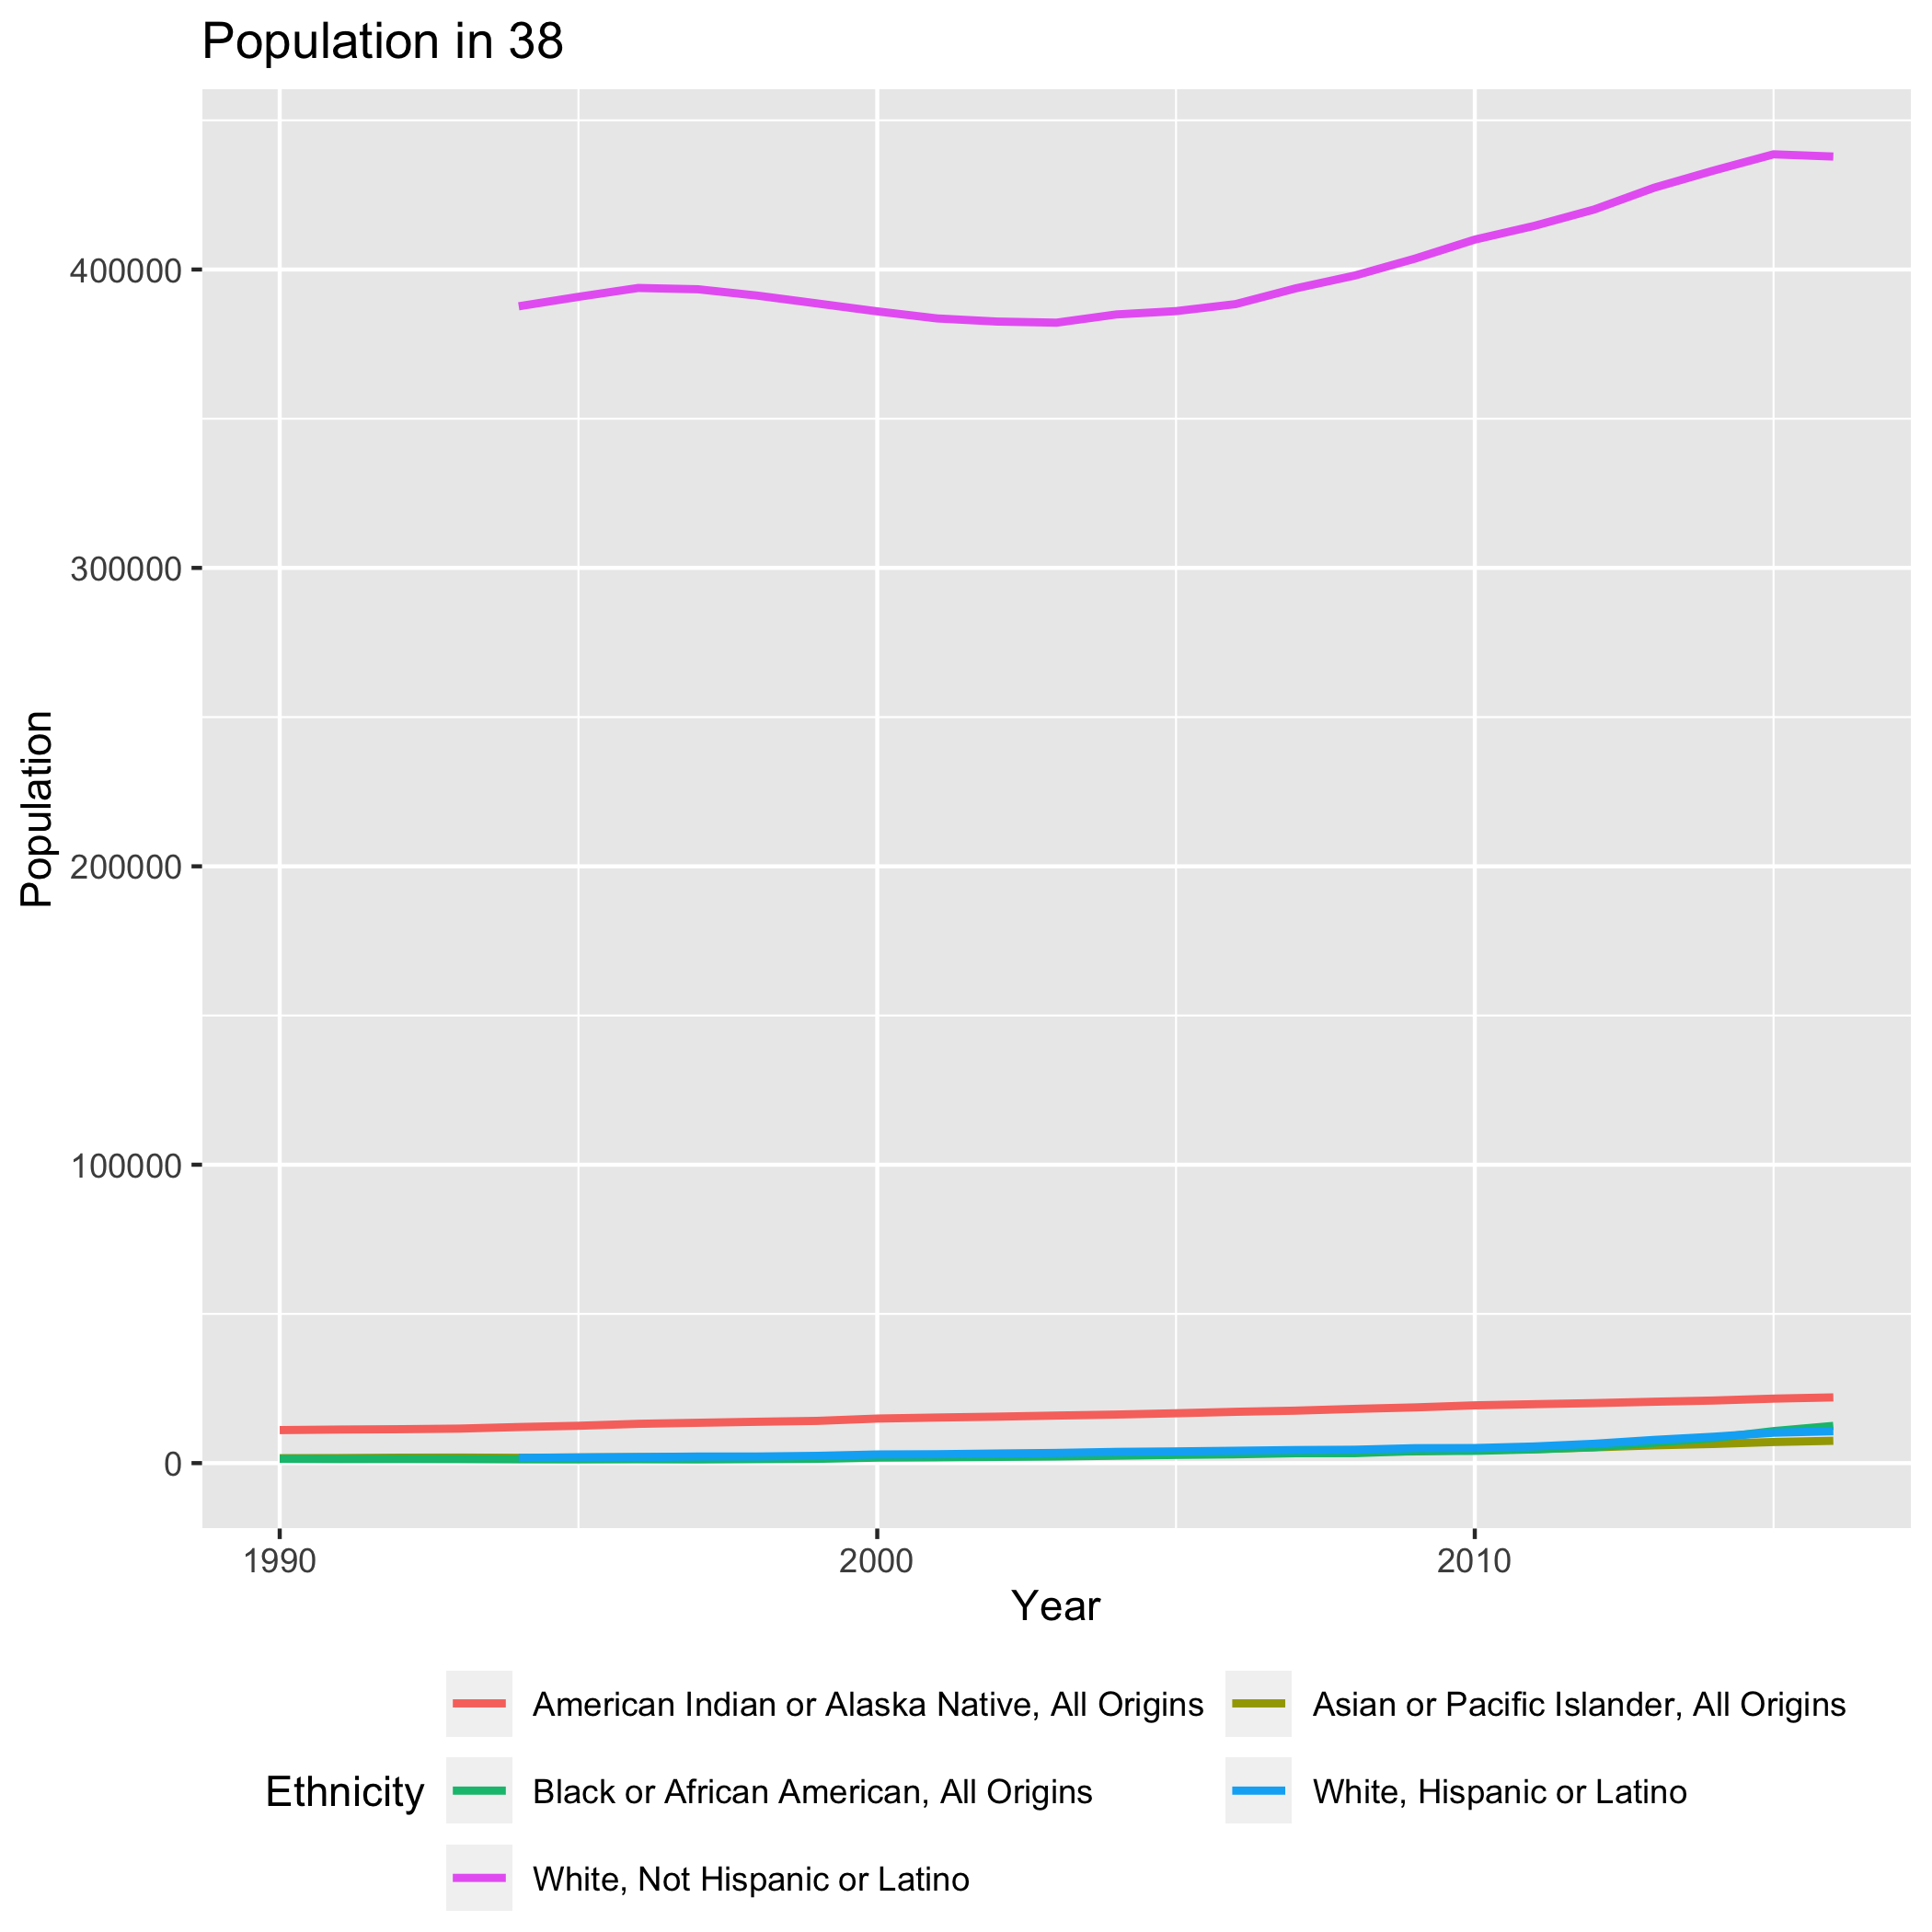 Population in 38
Population
400000
300000
200000
100000
0
1990 2000 2010
Year
Ethnicity
American Indian or Alaska Native, All Origins
Asian or Pacific Islander, All Origins
Black or African American, All Origins
White, Hispanic or Latino
White, Not Hispanic or Latino